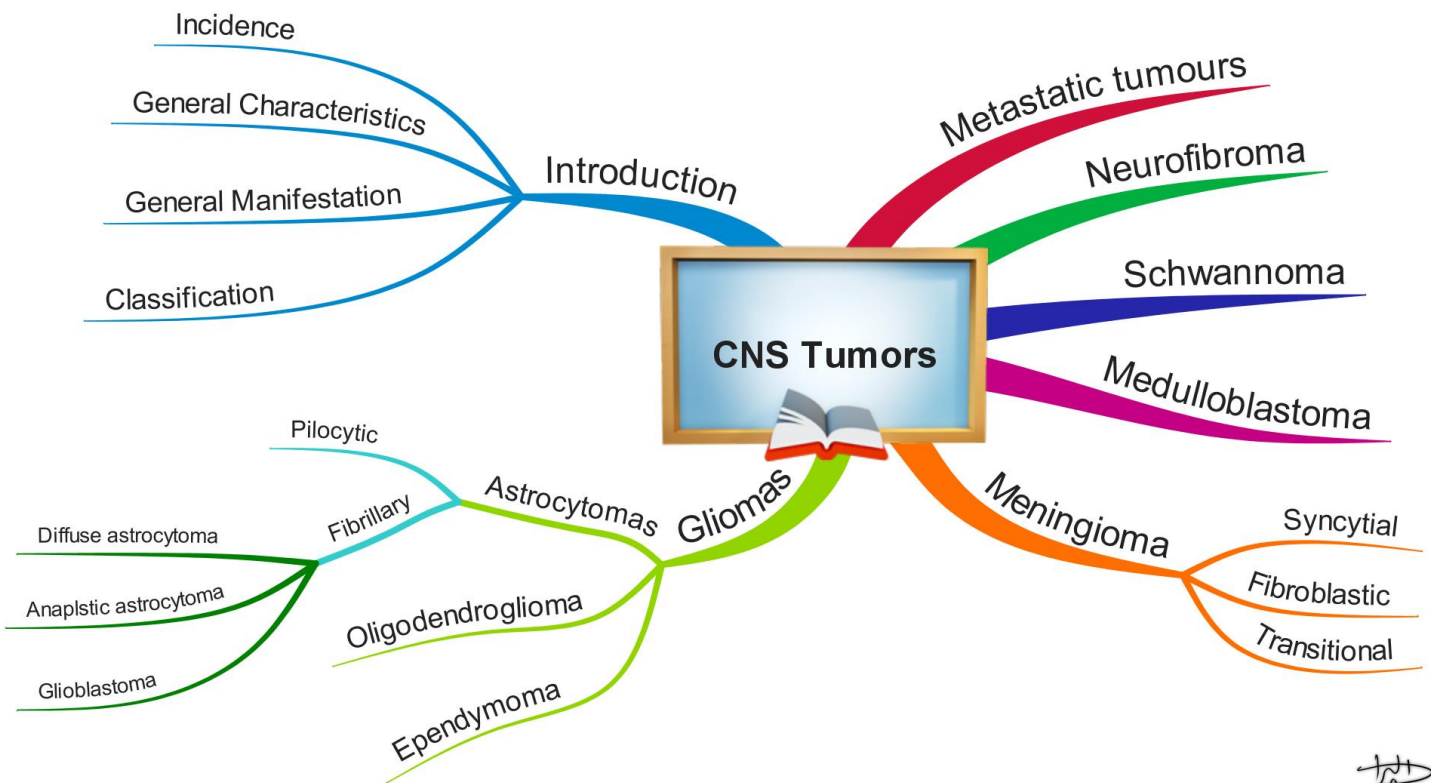 CNS Tumors
Introduction
Incidence
General Characteristics
General Manifestation
Classification
Metastatic tumours
Neurofibroma
Schwannoma
Medulloblastoma
Meningioma
Syncytial
Fibroblastic
Transitional
Gliomas
Astrocytomas
Pilocytic
Fibrillary
Diffuse astrocytoma
Anaplstic astrocytoma
Glioblastoma
Oligodendroglioma
Ependymoma